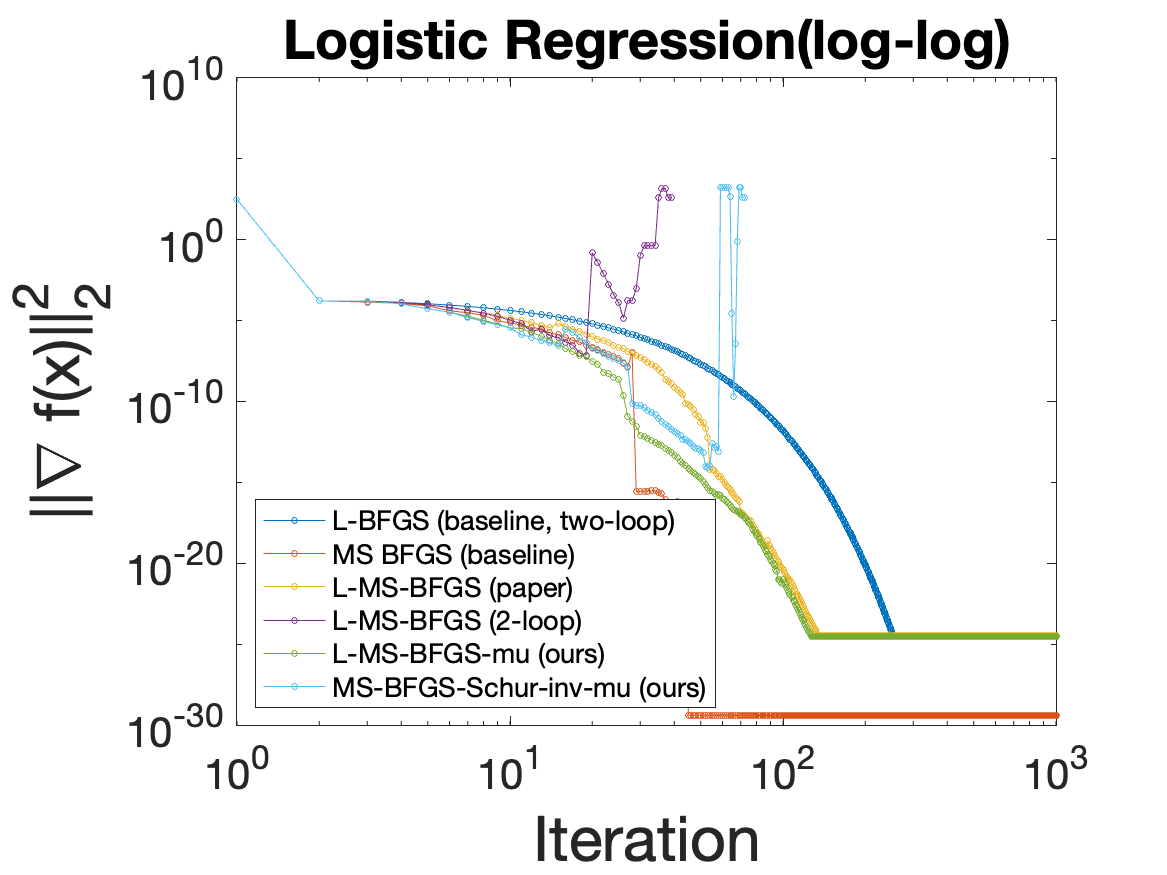 Logistic Regression(log-log)
10^10
10^0
10^-10
10^-20
10^-30
||∇ f(x)||_2^2
L-BFGS (baseline, two-loop)
MS BFGS (baseline)
L-MS-BFGS (paper)
L-MS-BFGS (2-loop)
L-MS-BFGS-mu (ours)
MS-BFGS-Schur-inv-mu (ours)
10^0 10^1 10^2 10^3
Iteration